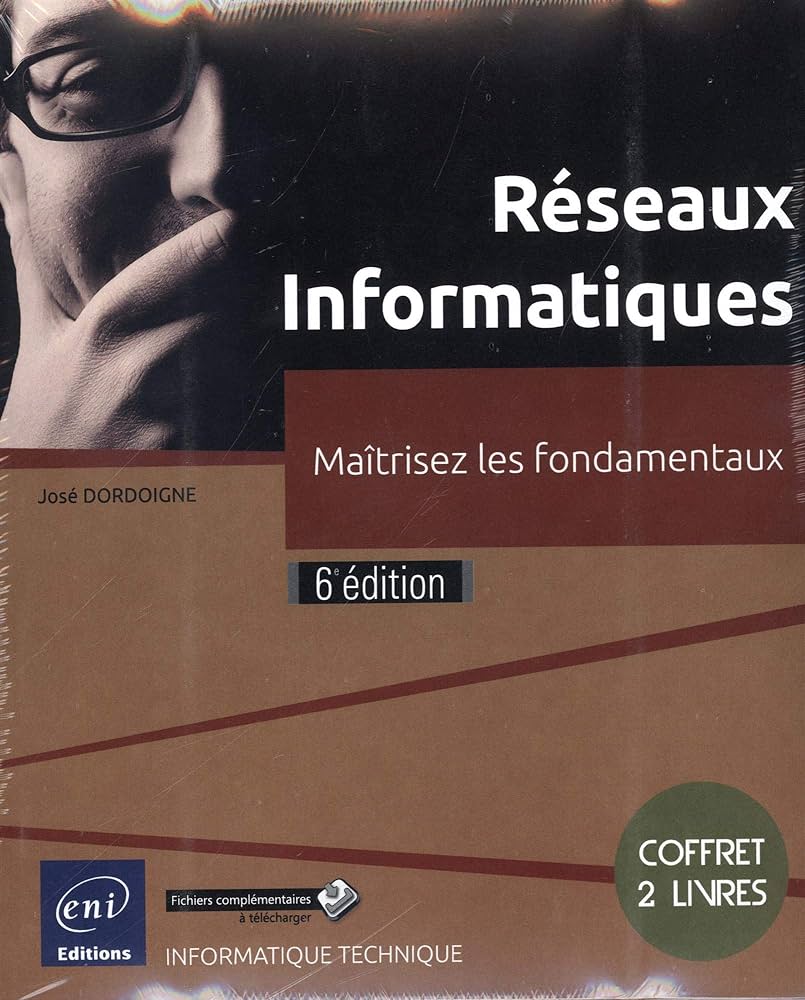 Réseaux
Informatiques
Maîtrisez les fondamentaux
José DORDOIGNE
6e édition
COFFRET
2 LIVRES
eni
Editions
Fichiers complémentaires
à télécharger
INFORMATIQUE TECHNIQUE